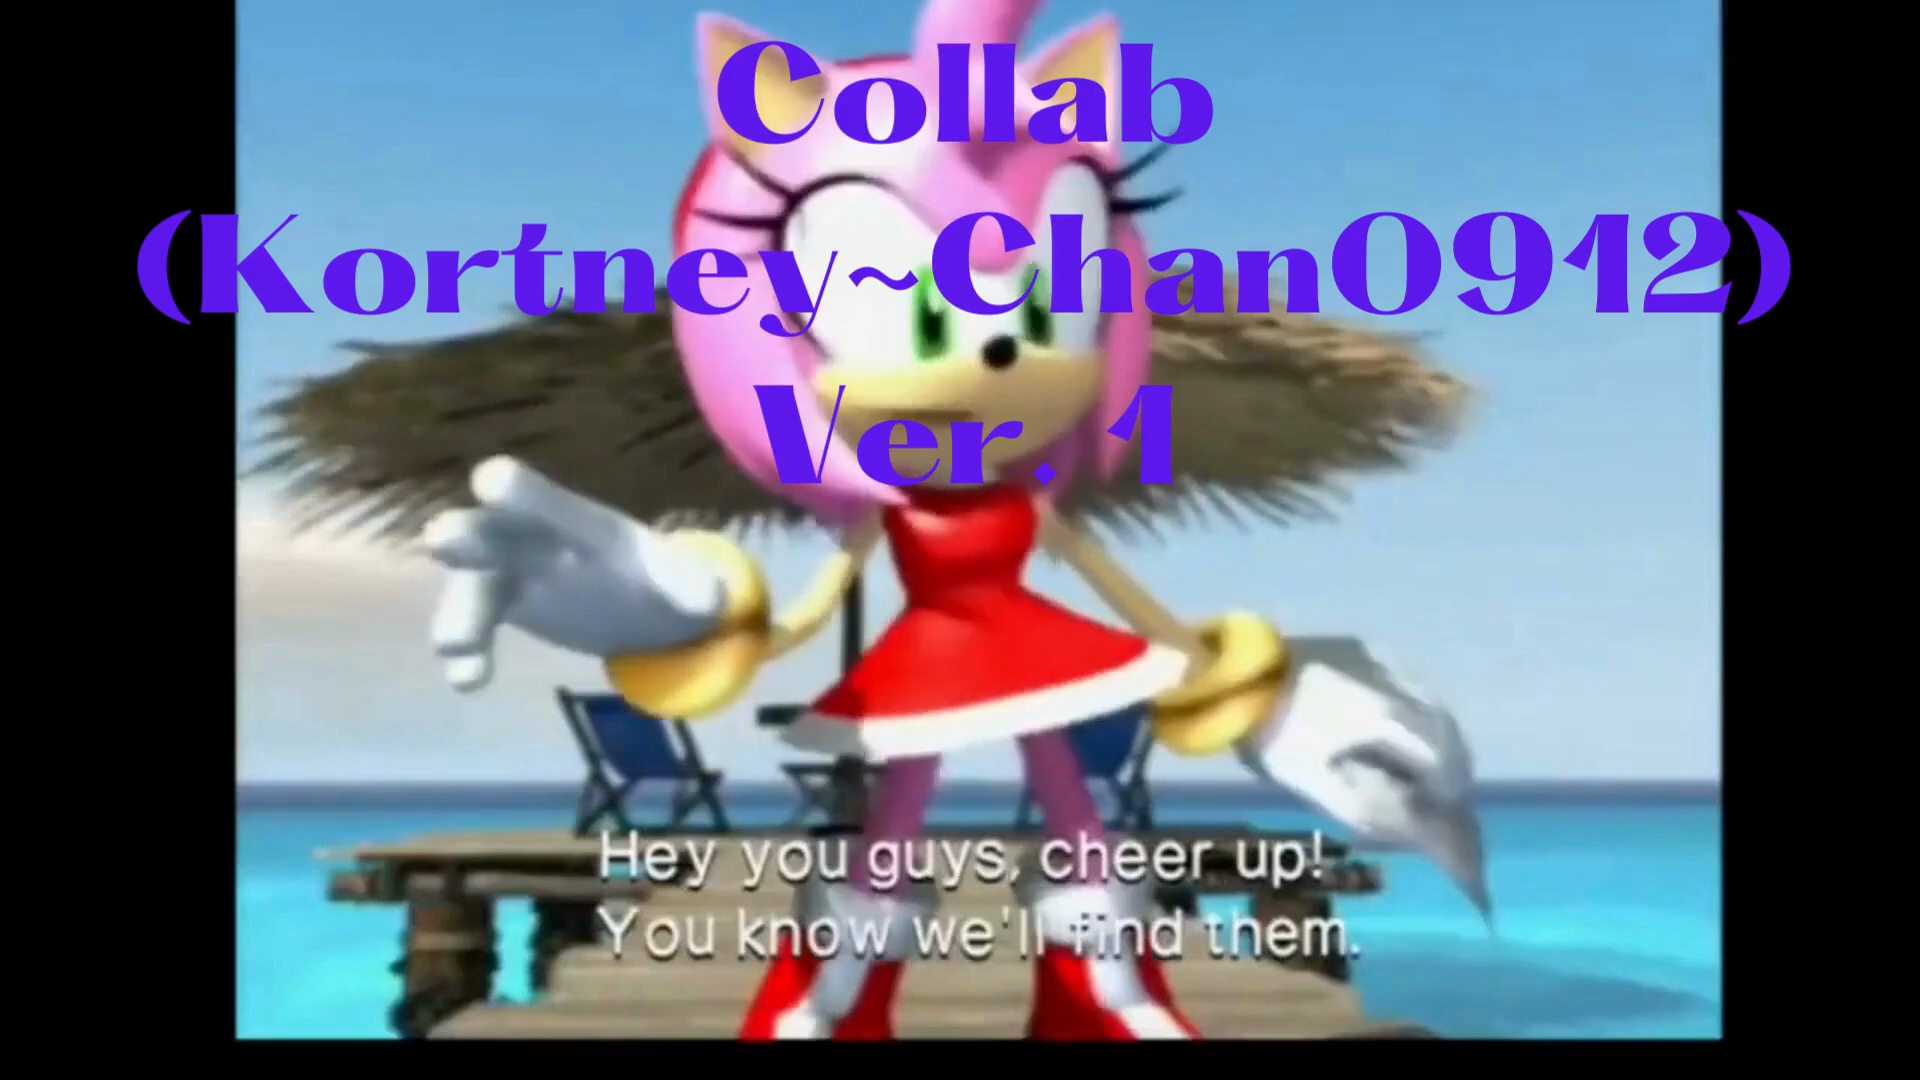 Collab
(Kortney~Chan0912)
Ver. 1
Hey you guys, cheer up!
You know we'll find them.